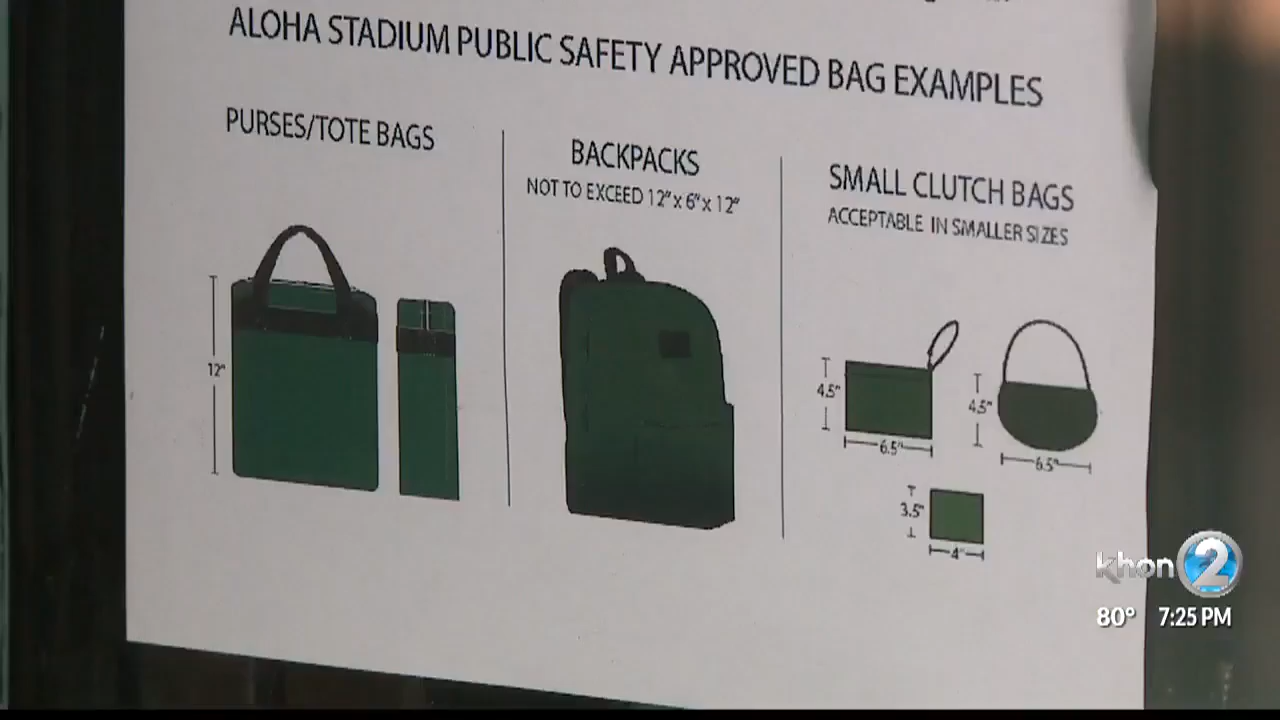 ALOHA STADIUM PUBLIC SAFETY APPROVED BAG EXAMPLES
PURSES/TOTE BAGS
12"
BACKPACKS
NOT TO EXCEED 12" x 6" x 12"
SMALL CLUTCH BAGS
ACCEPTABLE IN SMALLER SIZES
4.5"
6.5"
4.5"
6.5"
3.5"
4"
khon 2
80° 7:25 PM